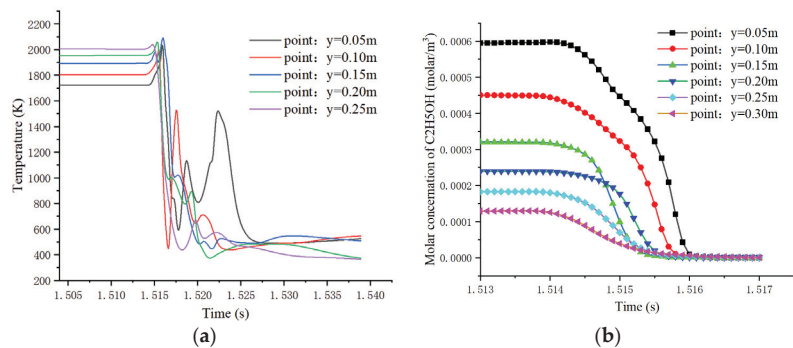 (a)
Temperature (K)
2200
2000
1800
1600
1400
1200
1000
800
600
400
200
1.505 1.510 1.515 1.520 1.525 1.530 1.535 1.540
Time (s)
point: y=0.05m
point: y=0.10m
point: y=0.15m
point: y=0.20m
point: y=0.25m
(b)
Molar concernation of C2H5OH (molar/m³)
0.0006
0.0005
0.0004
0.0003
0.0002
0.0001
0.0000
1.513 1.514 1.515 1.516 1.517
Time (s)
point: y=0.05m
point: y=0.10m
point: y=0.15m
point: y=0.20m
point: y=0.25m
point: y=0.30m